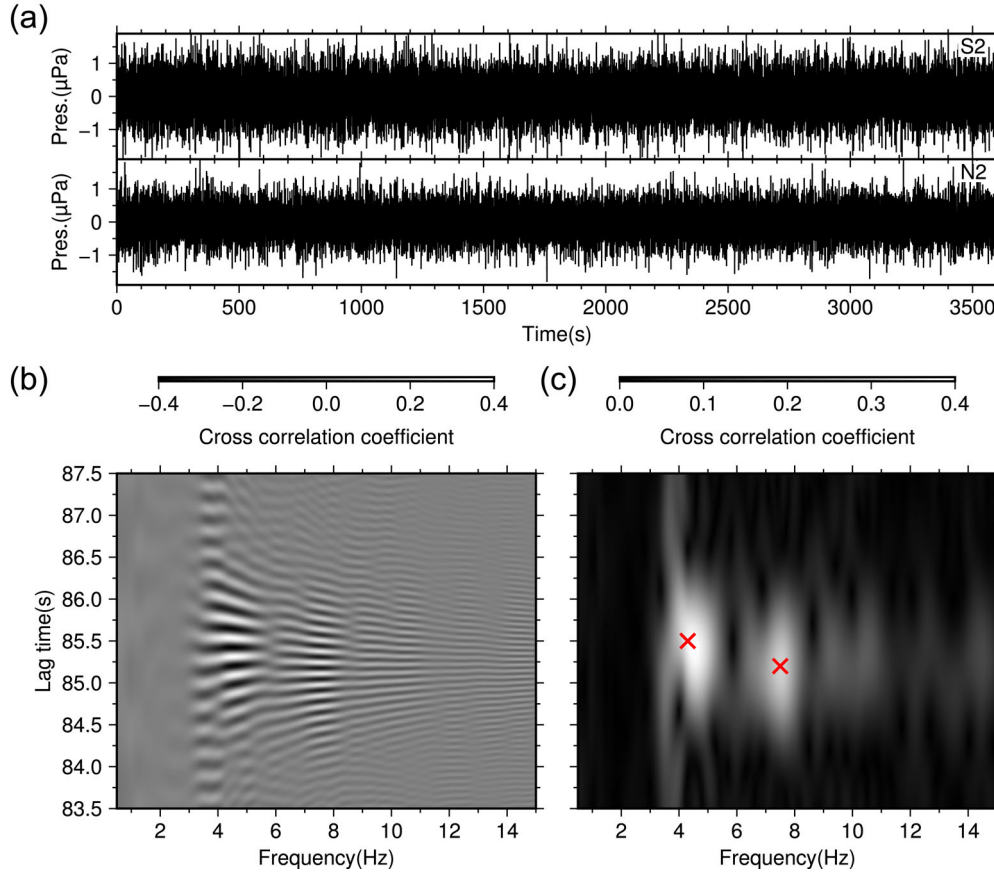 (a)
S2
Pres.(µPa)
1
0
−1
N2
Pres.(µPa)
1
0
−1
0 500 1000 1500 2000 2500 3000 3500
Time(s)
(b)
−0.4 −0.2 0.0 0.2 0.4
Cross correlation coefficient
87.5
87.0
86.5
86.0
85.5
85.0
84.5
84.0
83.5
Lag time(s)
2 4 6 8 10 12 14
Frequency(Hz)
(c)
0.0 0.1 0.2 0.3 0.4
Cross correlation coefficient
2 4 6 8 10 12 14
Frequency(Hz)